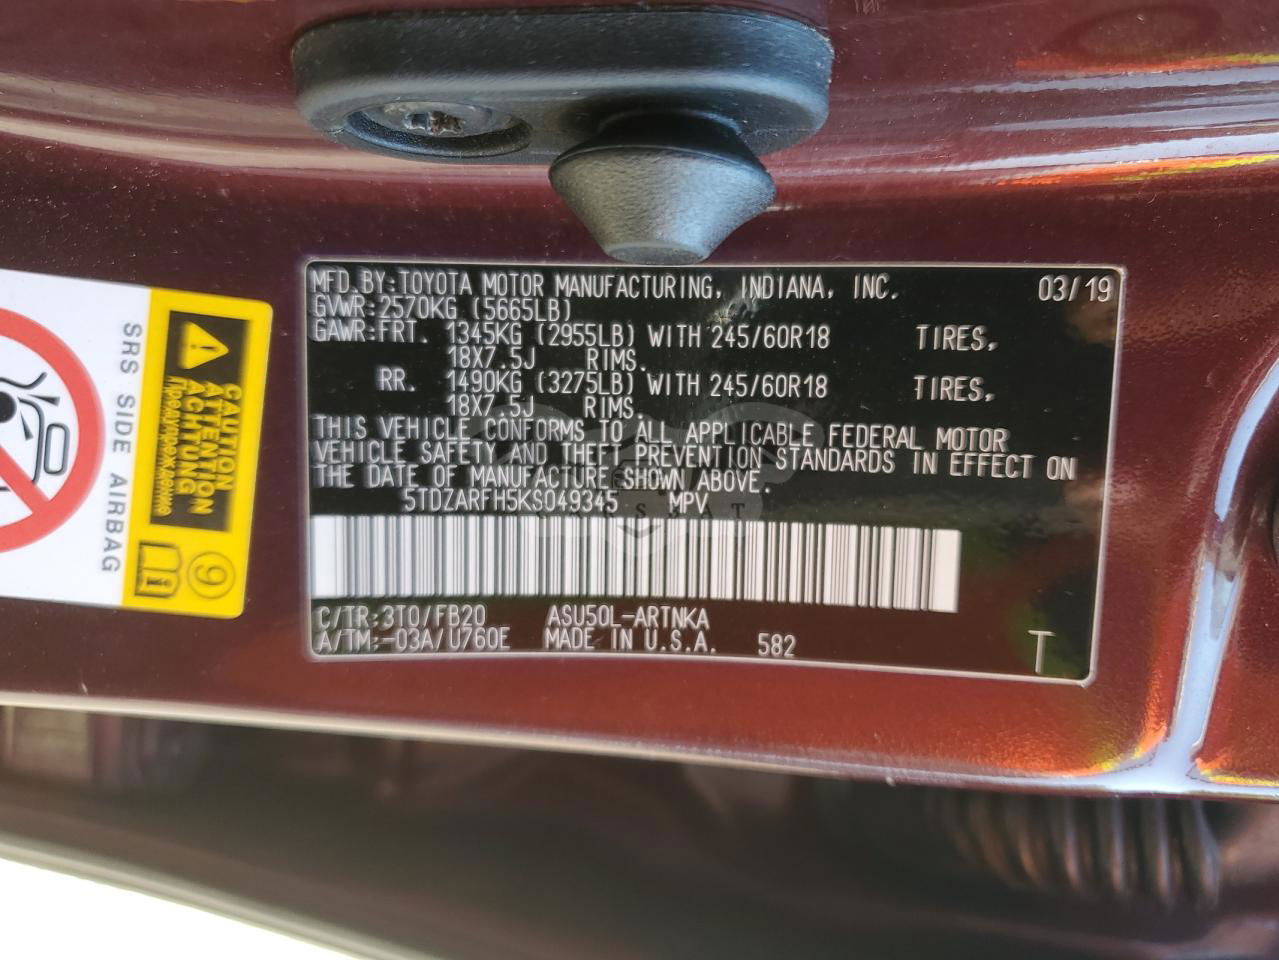 MFD.BY:TOYOTA MOTOR MANUFACTURING, INDIANA, INC. 03/19
GVWR:2570KG (5665LB)
GAWR:FRT. 1345KG (2955LB) WITH 245/60R18 TIRES,
18X7.5J RIMS.
RR. 1490KG (3275LB) WITH 245/60R18 TIRES,
18X7.5J RIMS.
THIS VEHICLE CONFORMS TO ALL APPLICABLE FEDERAL MOTOR
VEHICLE SAFETY AND THEFT PREVENTION STANDARDS IN EFFECT ON
THE DATE OF MANUFACTURE SHOWN ABOVE.
5TDZARFH5KS049345 MPV
C/TR:3T0/FB20 ASU50L-ARTNKA
A/TM:-03A/U760E MADE IN U.S.A. 582
T
CAUTION
ATTENTION
ACHTUNG
Предупреждение
SRS SIDE AIRBAG
9